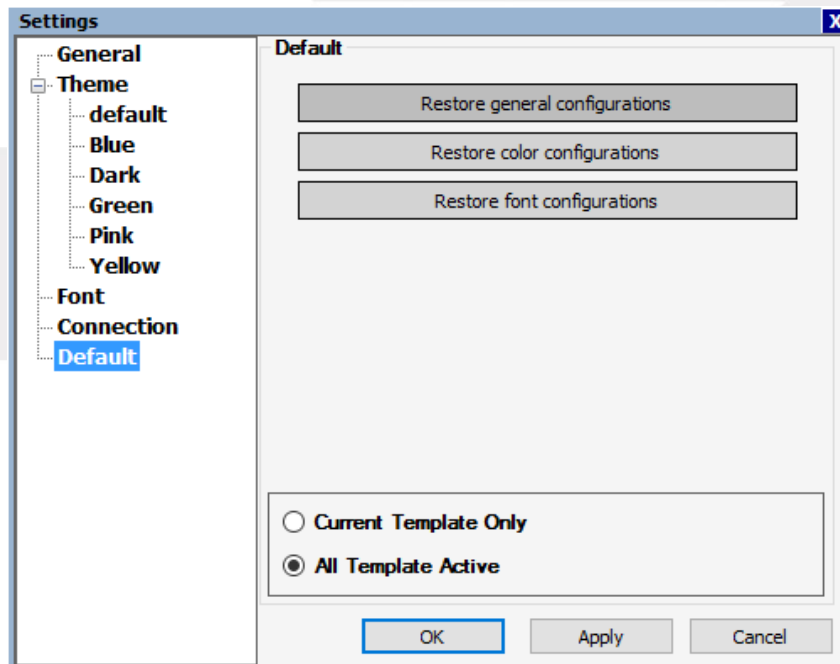 Settings
X
General
Theme
default
Blue
Dark
Green
Pink
Yellow
Font
Connection
Default
Default
Restore general configurations
Restore color configurations
Restore font configurations
Current Template Only
All Template Active
OK
Apply
Cancel